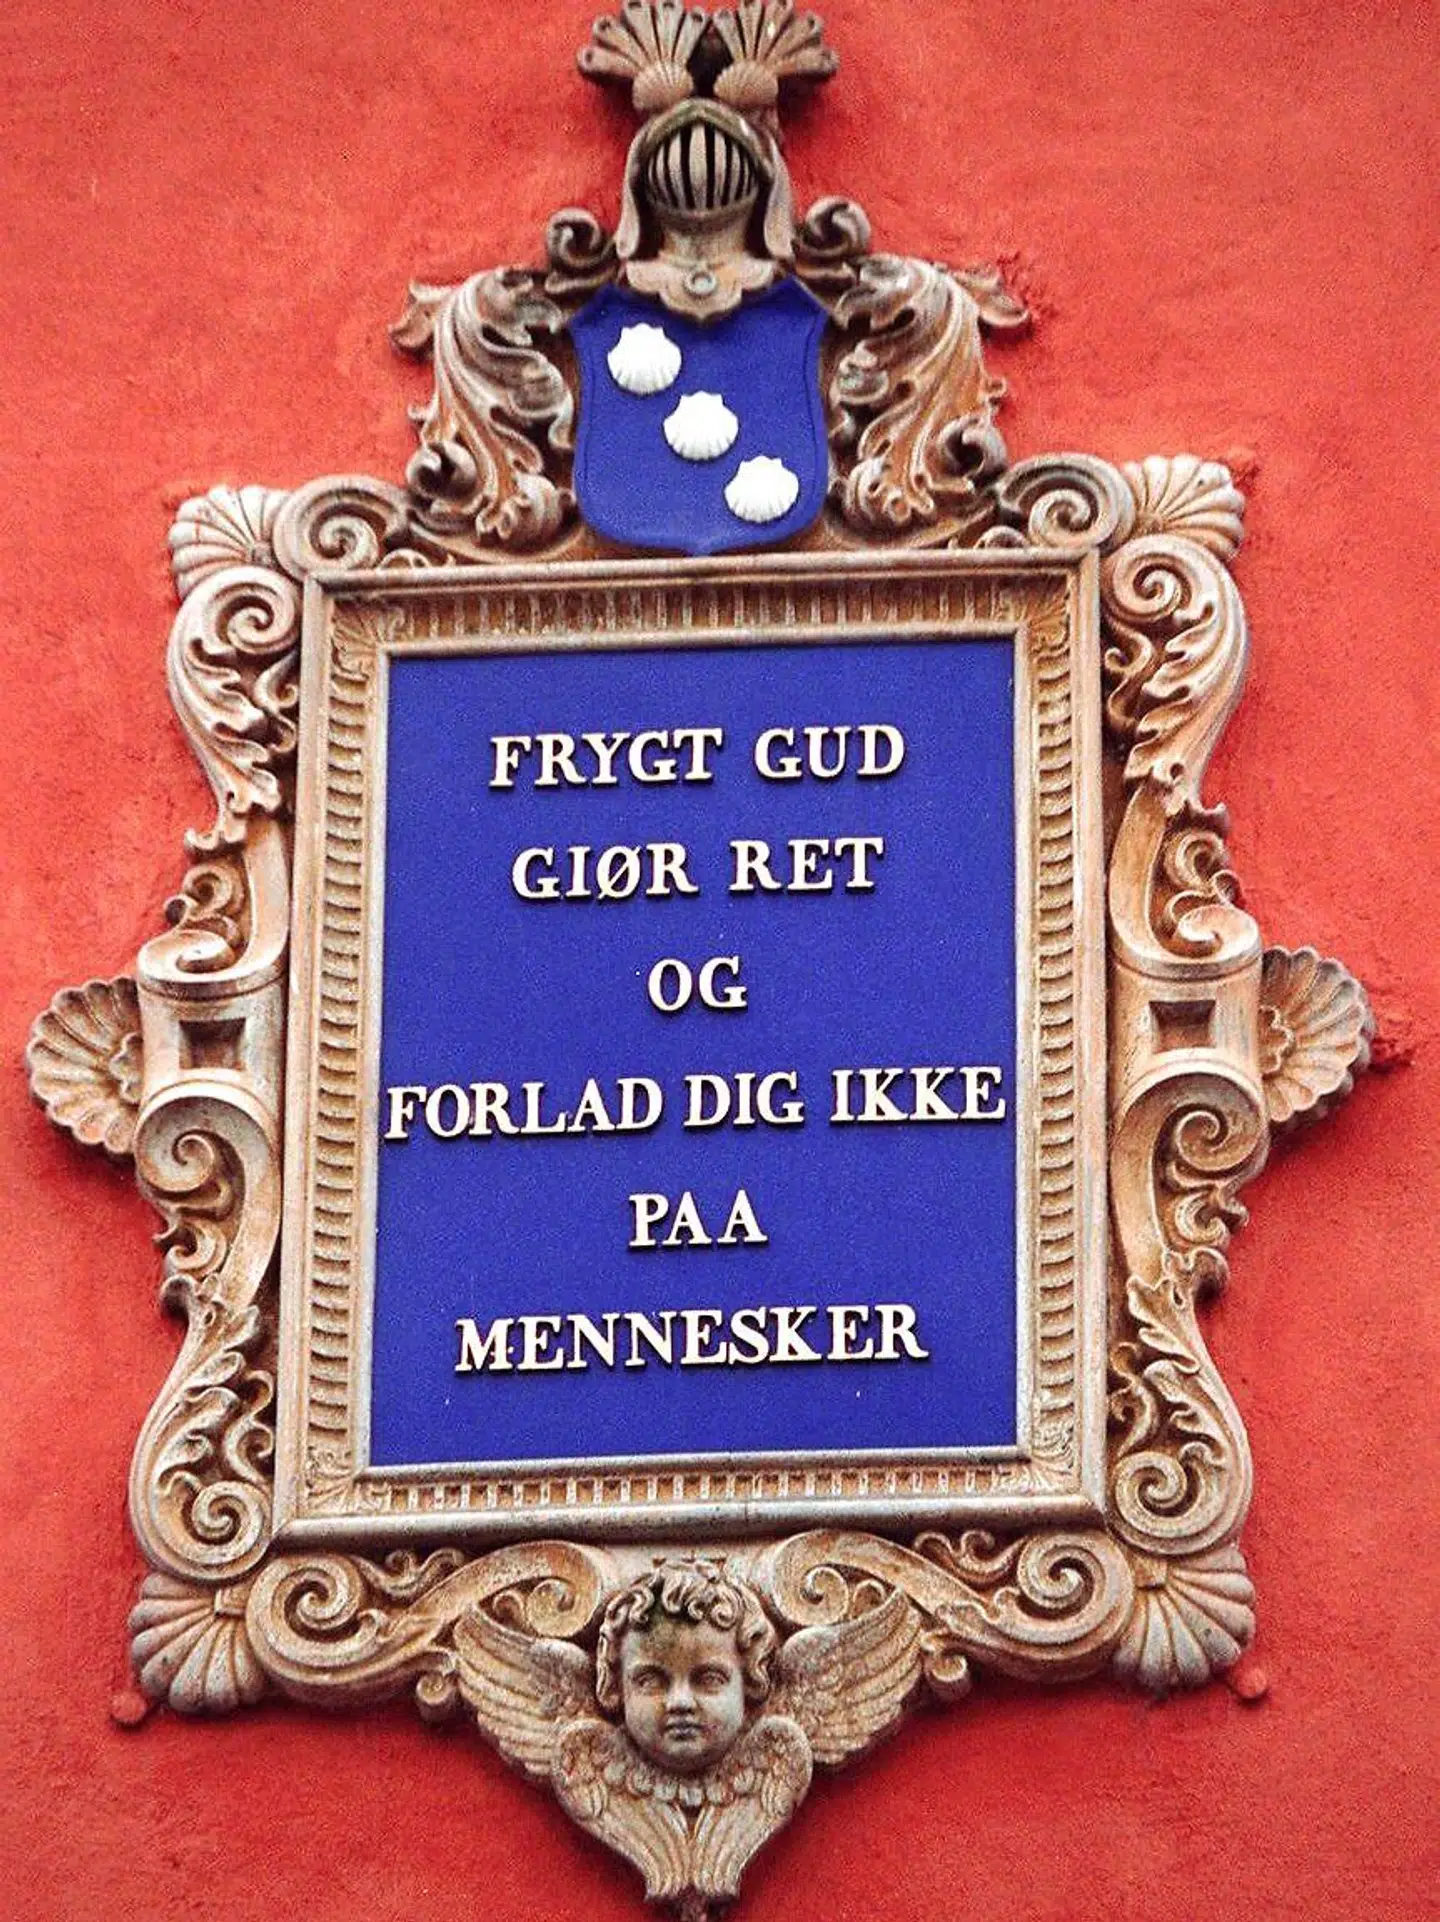 FRYGT GUD
GIØR RET
OG
FORLAD DIG IKKE
PAA
MENNESKER